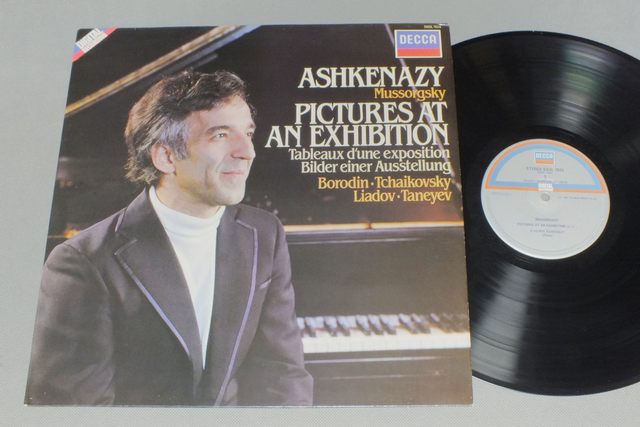 DECCA
ASHKENAZY
Mussorgsky
PICTURES AT
AN EXHIBITION
Tableaux d'une exposition
Bilder einer Ausstellung
Borodin·Tchaikovsky
Liadov·Taneyev
DECCA